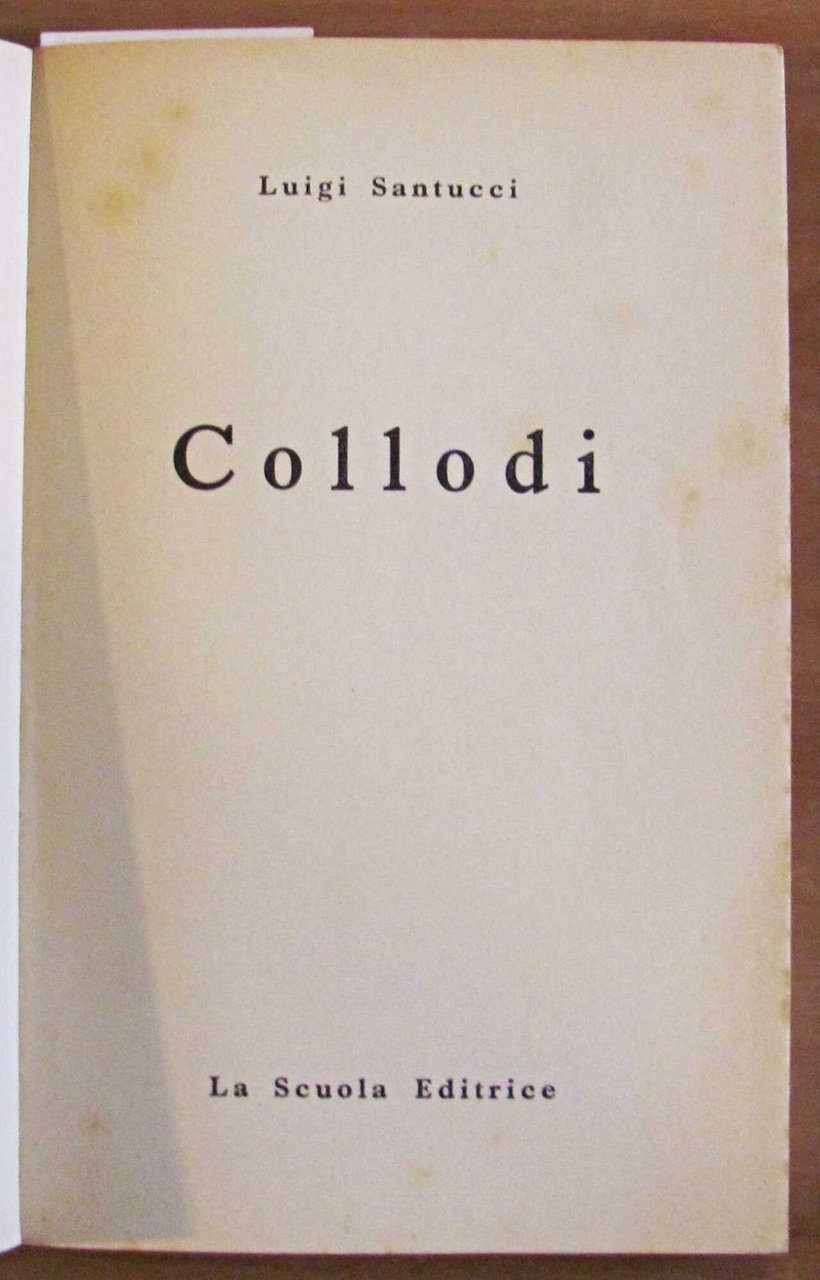 Luigi Santucci
Collodi
La Scuola Editrice